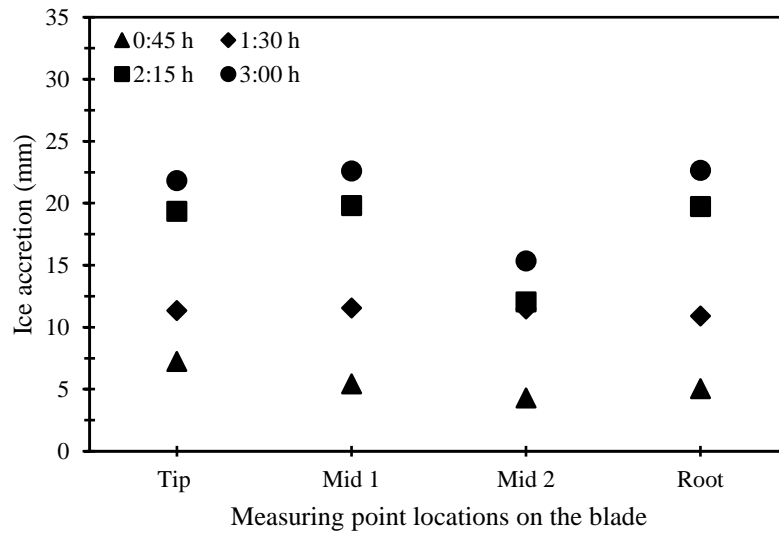 35
30
25
20
15
10
5
0
Ice accretion (mm)
0:45 h 1:30 h
2:15 h 3:00 h
Tip Mid 1 Mid 2 Root
Measuring point locations on the blade